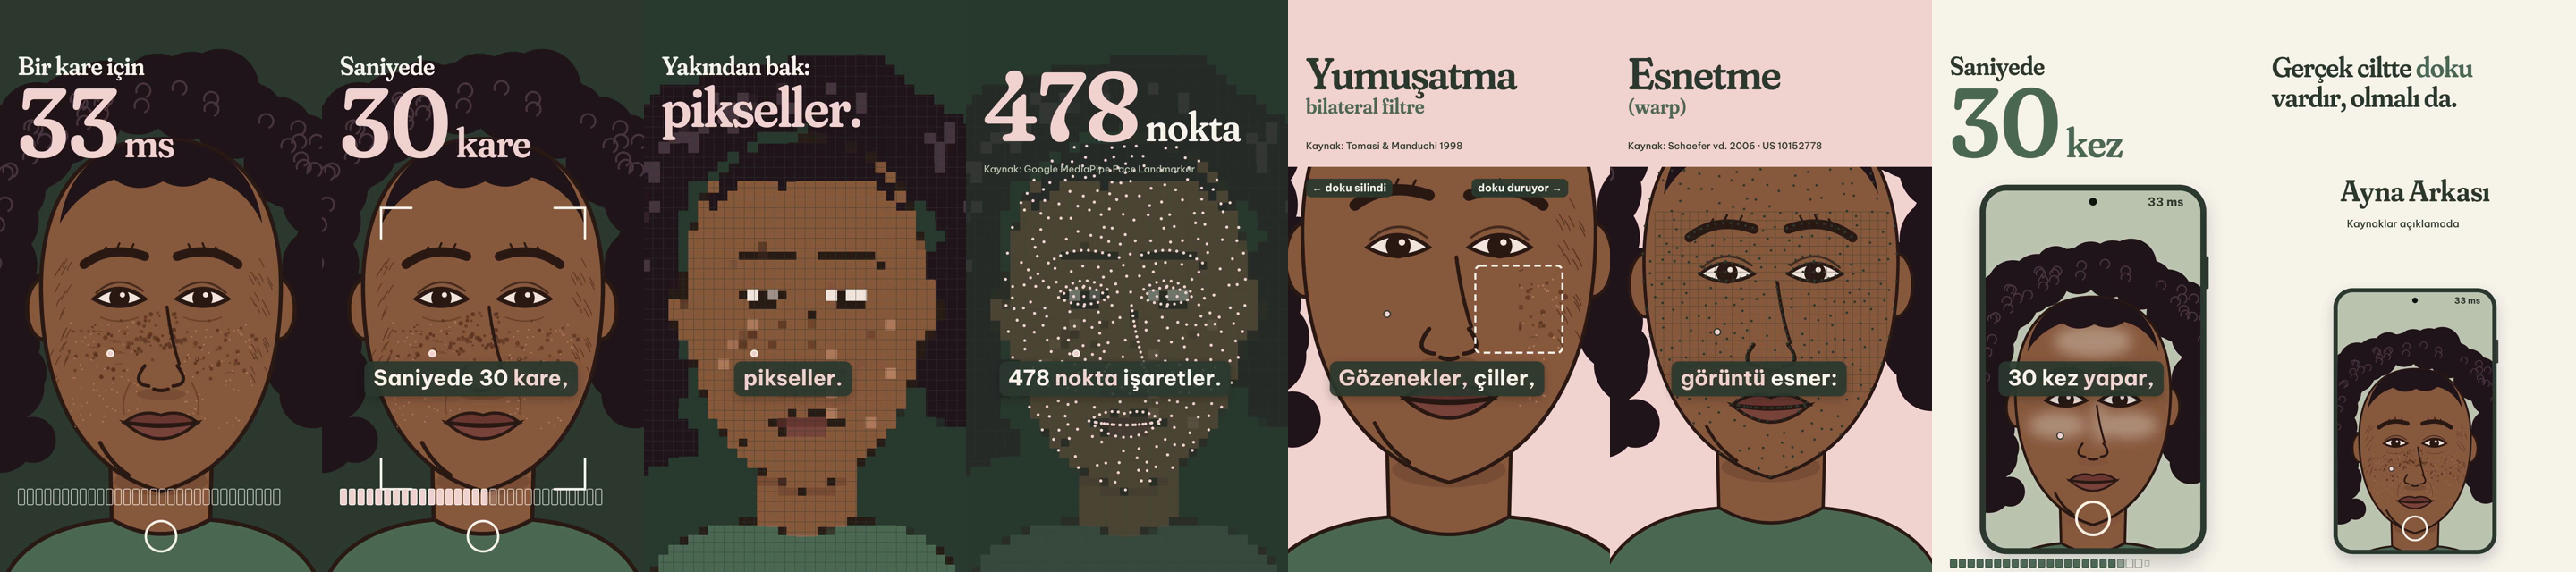 Bir kare için
33 ms
Saniyede
30 kare
Saniyede 30 kare,
Yakından bak:
pikseller.
pikseller.
478 nokta
Kaynak: Google MediaPipe Face Landmarker
478 nokta işaretler.
Yumuşatma
bilateral filtre
Kaynak: Tomasi & Manduchi 1998
← doku silindi
doku duruyor →
Gözenekler, çiller,
Esnetme
(warp)
Kaynak: Schaefer vd. 2006 · US 10152778
görüntü esner:
Saniyede
30 kez
33 ms
30 kez yapar,
Gerçek ciltte doku
vardır, olmalı da.
Ayna Arkası
Kaynaklar açıklamada
33 ms